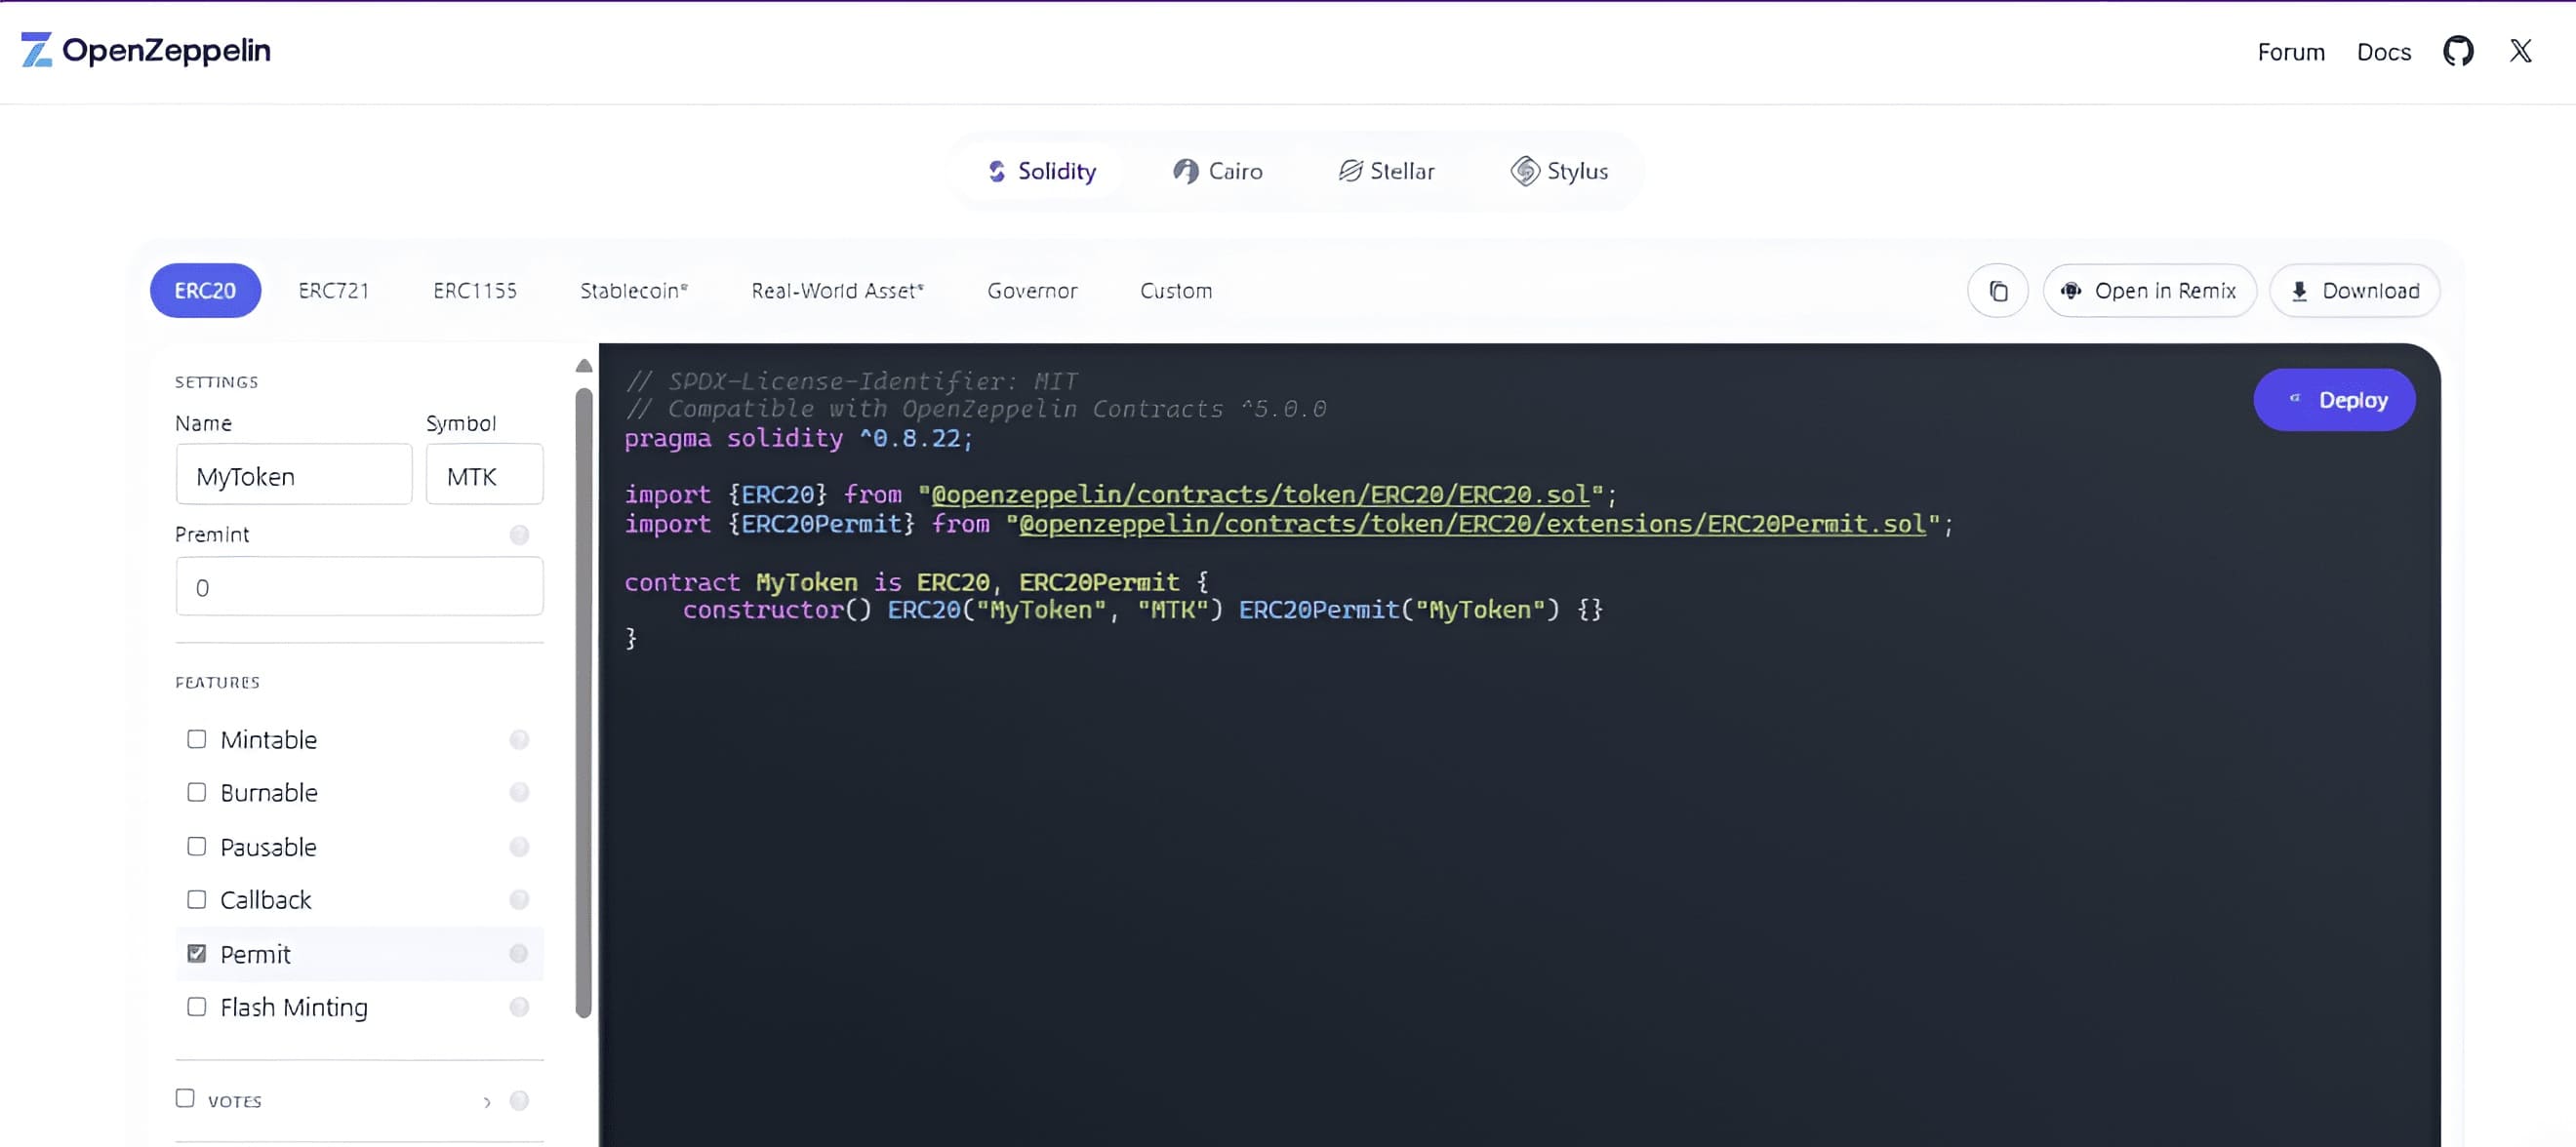 OpenZeppelin
Forum Docs
Solidity Cairo Stellar Stylus
ERC20 ERC721 ERC1155 Stablecoin* Real-World Asset* Governor Custom
Open in Remix Download
SETTINGS
Name Symbol
MyToken MTK
Premint
0
FEATURES
Mintable
Burnable
Pausable
Callback
Permit
Flash Minting
VOTES
// SPDX-License-Identifier: MIT
// Compatible with OpenZeppelin Contracts ^5.0.0
pragma solidity ^0.8.22;
import {ERC20} from "@openzeppelin/contracts/token/ERC20/ERC20.sol";
import {ERC20Permit} from "@openzeppelin/contracts/token/ERC20/extensions/ERC20Permit.sol";
contract MyToken is ERC20, ERC20Permit {
constructor() ERC20("MyToken", "MTK") ERC20Permit("MyToken") {}
}
Deploy